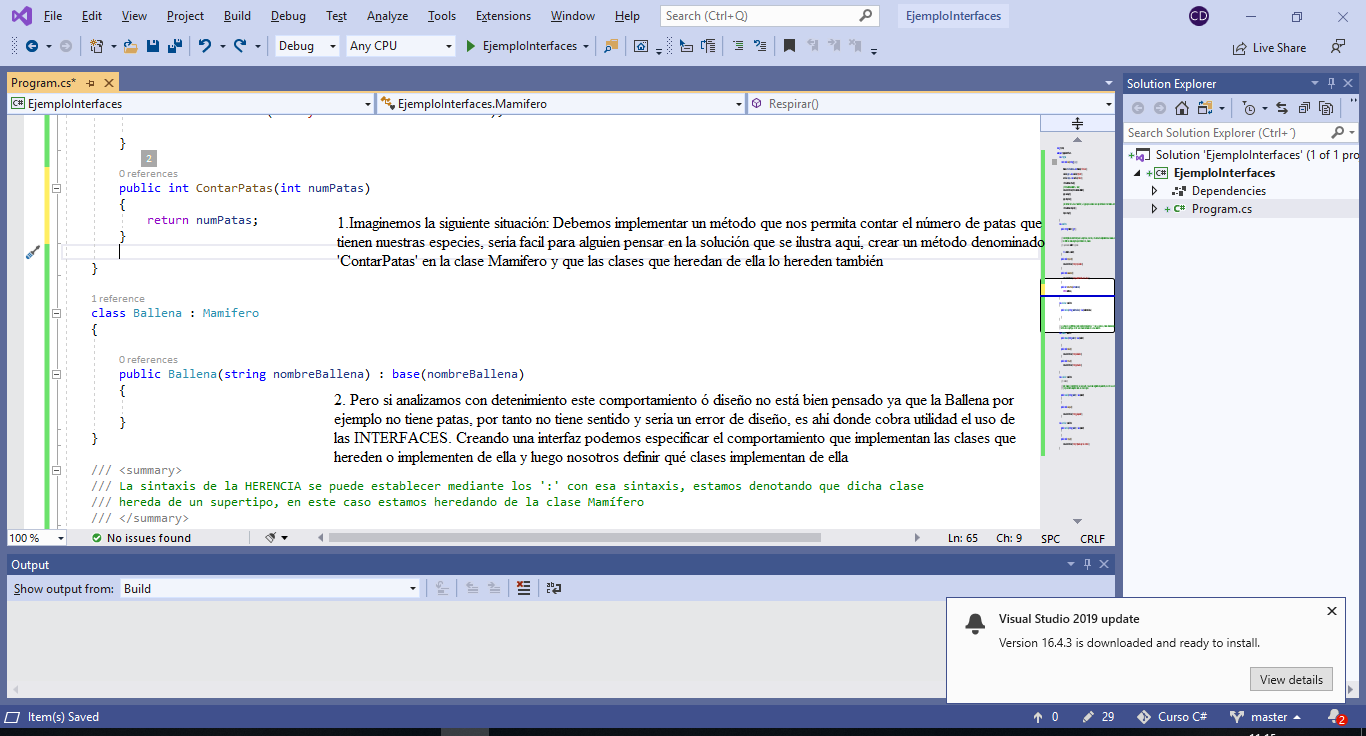 File Edit View Project Build Debug Test Analyze Tools Extensions Window Help Search (Ctrl+Q) EjemploInterfaces CD
Debug Any CPU EjemploInterfaces Live Share
Program.cs*
EjemploInterfaces EjemploInterfaces.Mamifero Respirar()
}
2
0 references
public int ContarPatas(int numPatas)
{
return numPatas;
}
1.Imaginemos la siguiente situación: Debemos implementar un método que nos permita contar el número de patas que
tienen nuestras especies, seria facil para alguien pensar en la solución que se ilustra aqui, crear un método denominado
'ContarPatas' en la clase Mamifero y que las clases que heredan de ella lo hereden también
}
1 reference
class Ballena : Mamifero
{
0 references
public Ballena(string nombreBallena) : base(nombreBallena)
{
}
}
2. Pero si analizamos con detenimiento este comportamiento ó diseño no está bien pensado ya que la Ballena por
ejemplo no tiene patas, por tanto no tiene sentido y seria un error de diseño, es ahi donde cobra utilidad el uso de
las INTERFACES. Creando una interfaz podemos especificar el comportamiento que implementan las clases que
hereden o implementen de ella y luego nosotros definir qué clases implementan de ella
/// <summary>
/// La sintaxis de la HERENCIA se puede establecer mediante los ':' con esa sintaxis, estamos denotando que dicha clase
/// hereda de un supertipo, en este caso estamos heredando de la clase Mamífero
/// </summary>
100 % No issues found Ln: 65 Ch: 9 SPC CRLF
Solution Explorer
Search Solution Explorer (Ctrl+´)
Solution 'EjemploInterfaces' (1 of 1 pro
EjemploInterfaces
Dependencies
Program.cs
Output
Show output from: Build
Visual Studio 2019 update
Version 16.4.3 is downloaded and ready to install.
View details
Item(s) Saved 0 29 Curso C# master 2